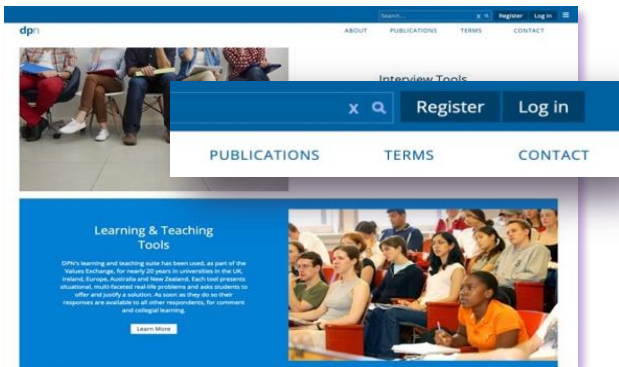 Search... x Register Log in
dpn ABOUT PUBLICATIONS TERMS CONTACT
Interview Tools
x Register Log in
PUBLICATIONS TERMS CONTACT
Learning & Teaching
Tools
DPN's learning and teaching suite has been used, as part of the
Values Exchange, for nearly 20 years in universities in the UK,
Ireland, Europe, Australia and New Zealand. Each tool presents
situational, multi-faceted real-life problems and asks students to
offer and justify a solution. As soon as they do so their
responses are available to all other respondents, for comment
and collegial learning.
Learn More